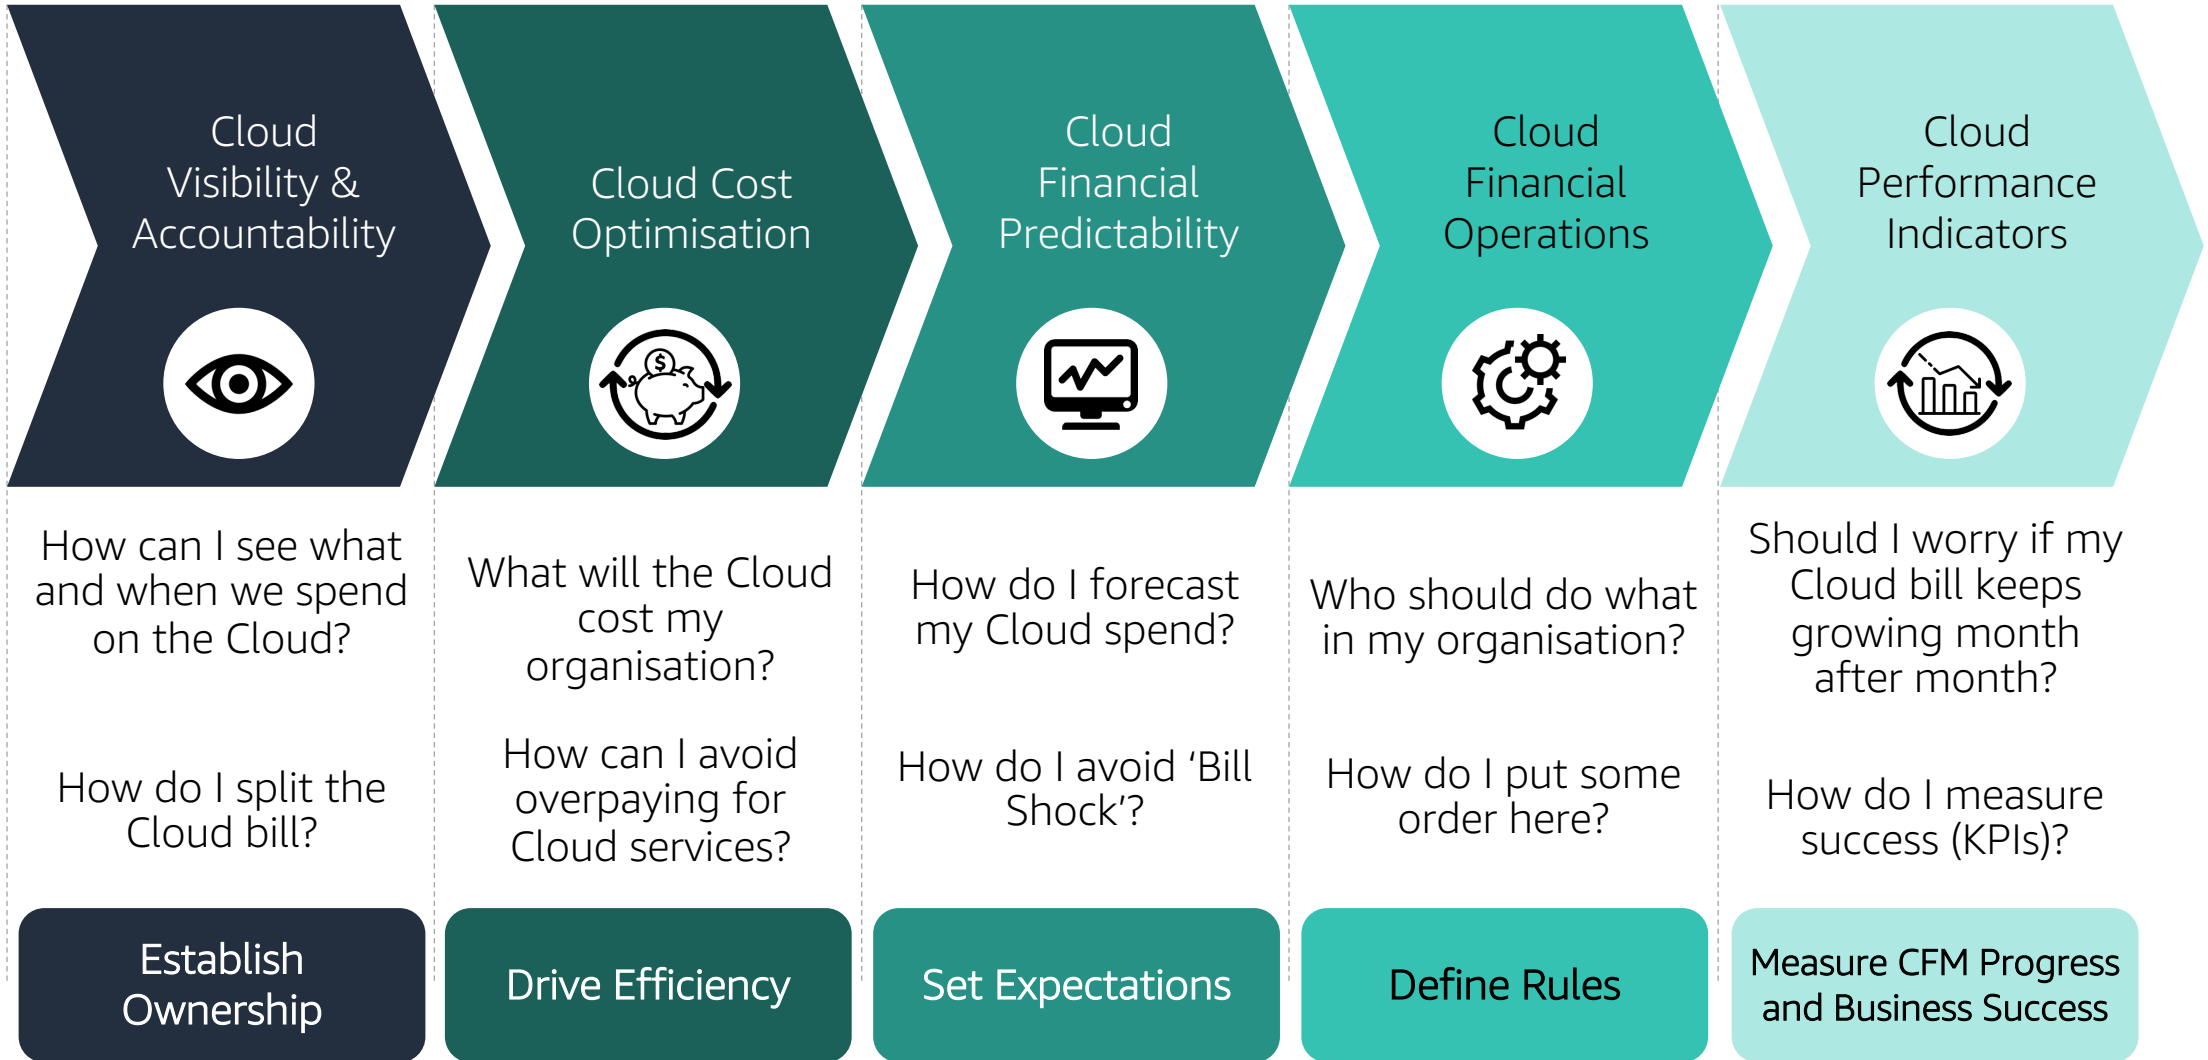 Cloud
Visibility &
Accountability
Cloud Cost
Optimisation
Cloud
Financial
Predictability
Cloud
Financial
Operations
Cloud
Performance
Indicators
$
How can I see what
and when we spend
on the Cloud?
How do I split the
Cloud bill?
What will the Cloud
cost my
organisation?
How can I avoid
overpaying for
Cloud services?
How do I forecast
my Cloud spend?
How do I avoid ‘Bill
Shock’?
Who should do what
in my organisation?
How do I put some
order here?
Should I worry if my
Cloud bill keeps
growing month
after month?
How do I measure
success (KPIs)?
Establish
Ownership
Drive Efficiency
Set Expectations
Define Rules
Measure CFM Progress
and Business Success